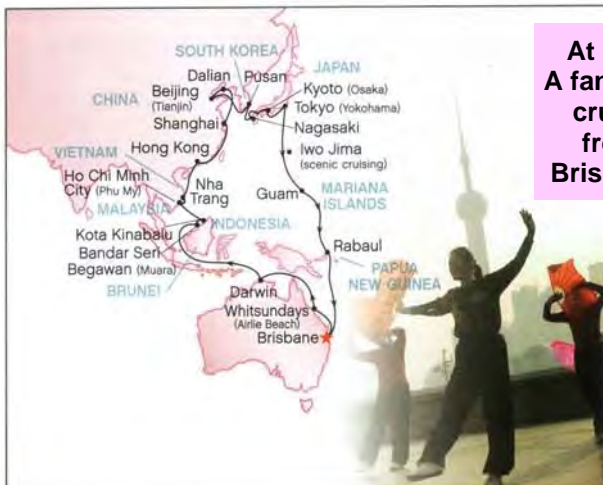 SOUTH KOREA
Dalian
Pusan
JAPAN
Beijing
(Tianjin)
Kyoto (Osaka)
CHINA
Tokyo (Yokohama)
Shanghai
Nagasaki
Hong Kong
Iwo Jima
(scenic cruising)
VIETNAM
Ho Chi Minh
City (Phu My)
Nha
Trang
Guam
MARIANA
ISLANDS
MALAYSIA
INDONESIA
Kota Kinabalu
Bandar Seri
Begawan (Muara)
Rabaul
PAPUA
NEW GUINEA
BRUNEI
Darwin
Whitsundays
(Airlie Beach)
Brisbane
At
A fan
cru
fro
Brisb